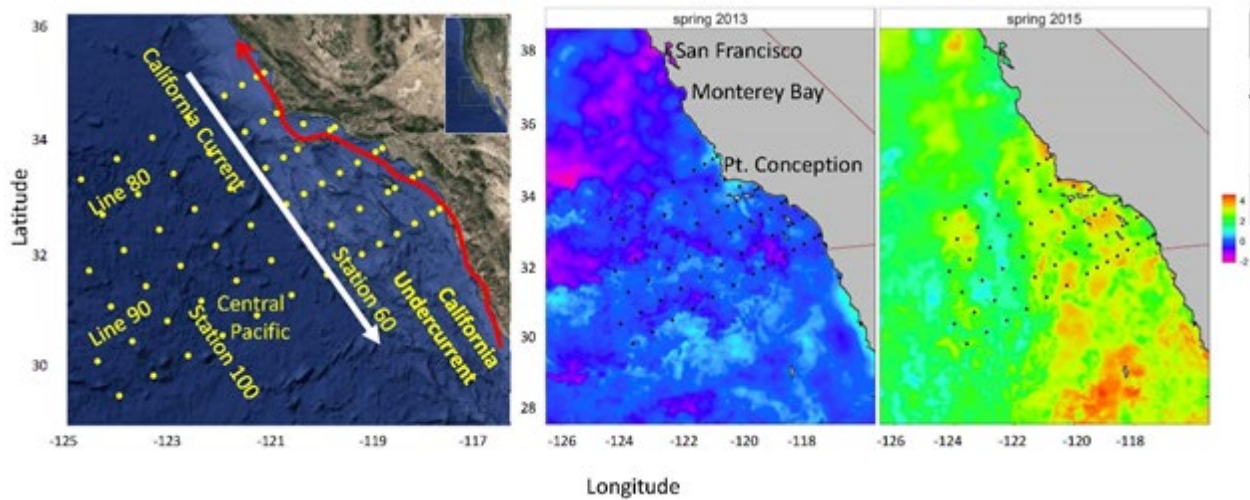 36
34
32
30
Latitude
-125
-123
-121
-119
-117
California Current
Line 80
Line 90
Central
Pacific
Station 100
Station 60
California
Undercurrent
spring 2013
38
36
34
32
30
28
San Francisco
Monterey Bay
Pt. Conception
-126
-124
-122
-120
-118
spring 2015
-126
-124
-122
-120
-118
4
2
0
-2
Longitude